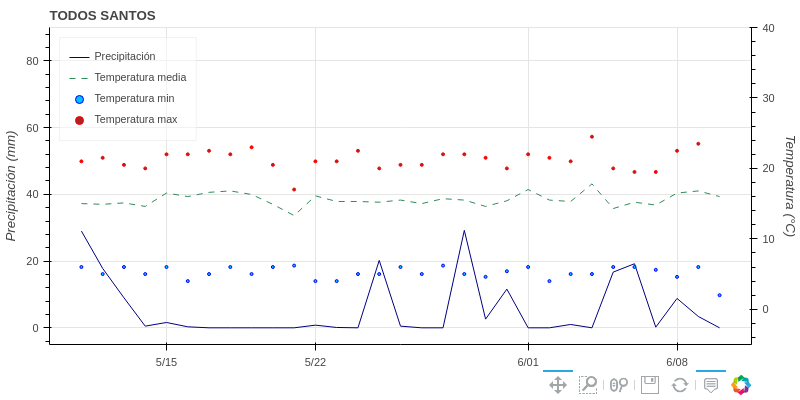 TODOS SANTOS
Precipitación
Temperatura media
Temperatura min
Temperatura max
Precipitación (mm)
80
60
40
20
0
Temperatura (°C)
40
30
20
10
0
5/15
5/22
6/01
6/08